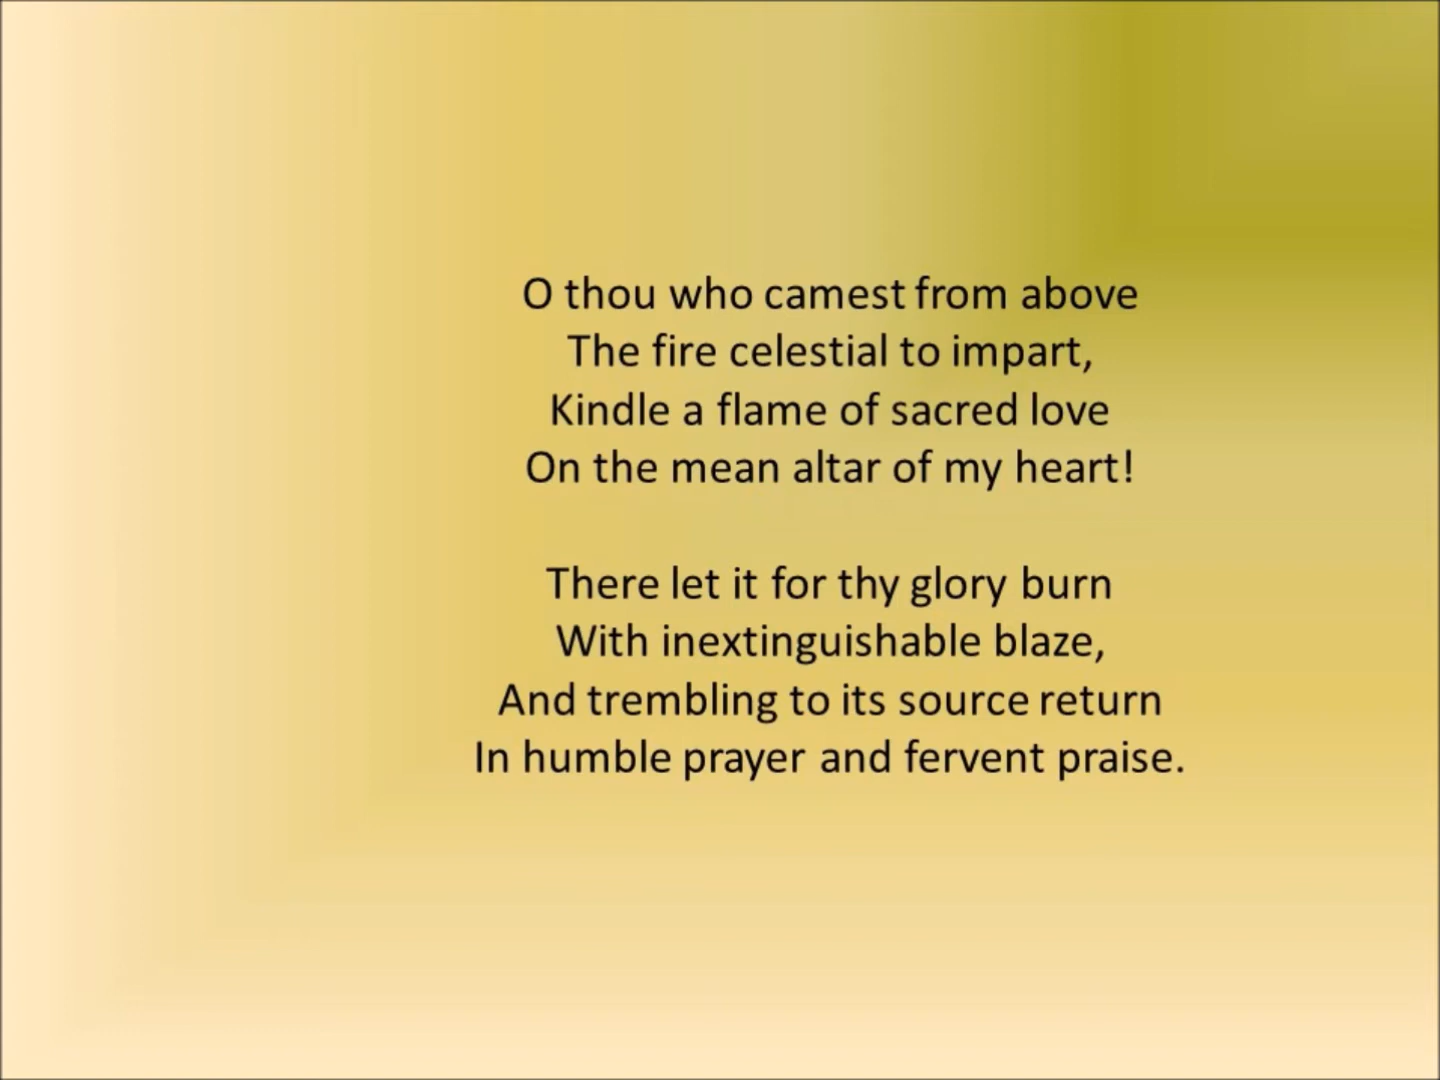 O thou who camest from above
The fire celestial to impart,
Kindle a flame of sacred love
On the mean altar of my heart!
There let it for thy glory burn
With inextinguishable blaze,
And trembling to its source return
In humble prayer and fervent praise.